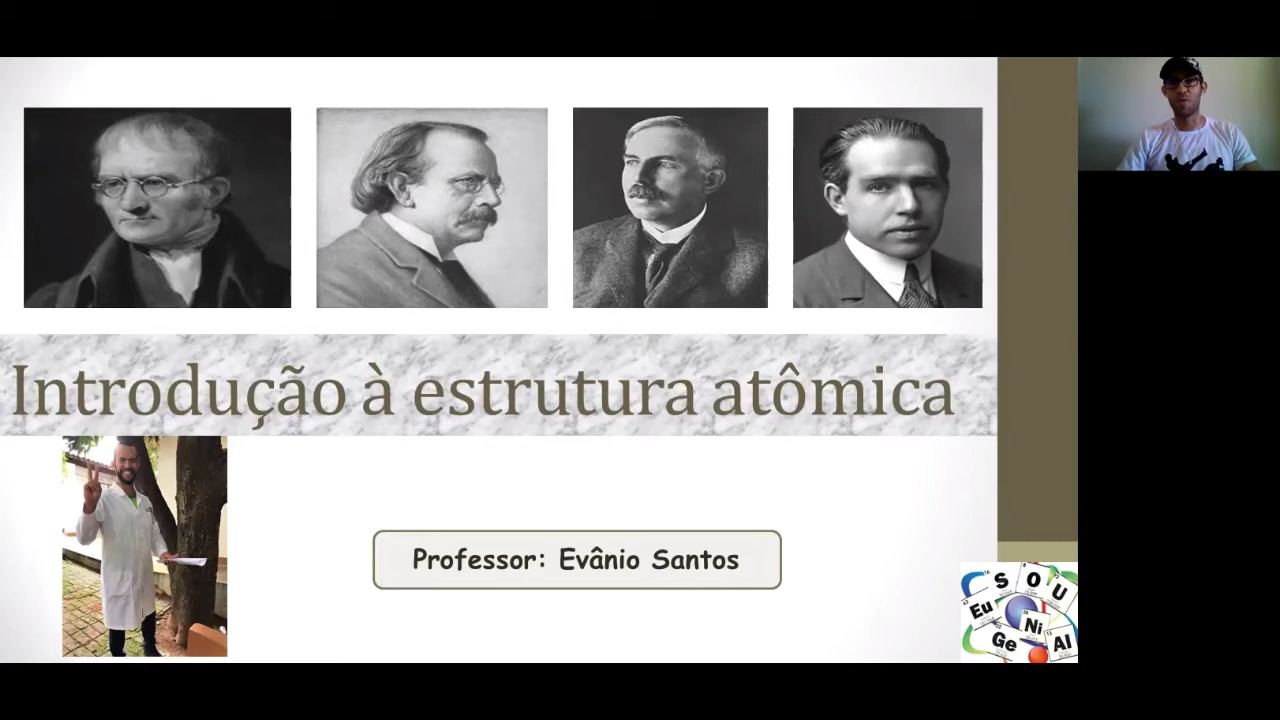 Introdução à estrutura atômica
Professor: Evânio Santos
S O U
Eu
Ni
Ge
Al